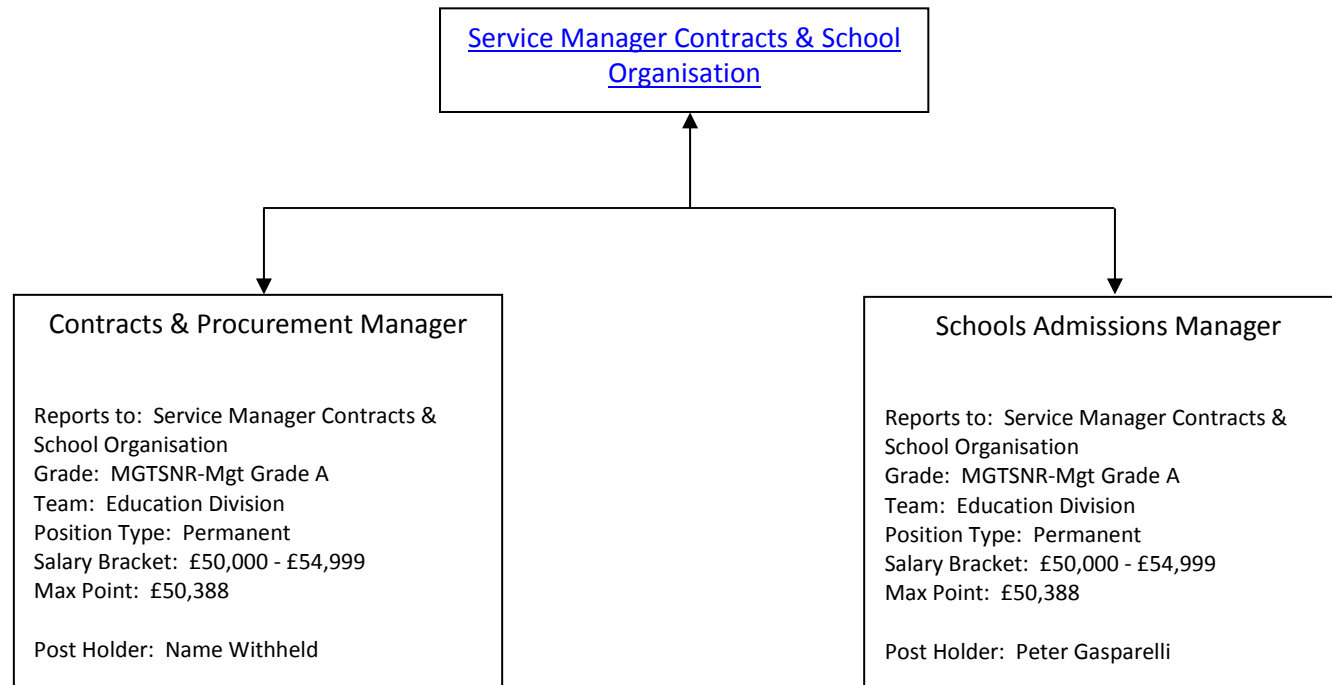 Service Manager Contracts & School
Organisation
Contracts & Procurement Manager
Reports to:  Service Manager Contracts &
School Organisation
Grade:  MGTSNR-Mgt Grade A
Team:  Education Division
Position Type:  Permanent
Salary Bracket:  £50,000 - £54,999
Max Point:  £50,388
Post Holder:  Name Withheld
Schools Admissions Manager
Reports to:  Service Manager Contracts &
School Organisation
Grade:  MGTSNR-Mgt Grade A
Team:  Education Division
Position Type:  Permanent
Salary Bracket:  £50,000 - £54,999
Max Point:  £50,388
Post Holder:  Peter Gasparelli